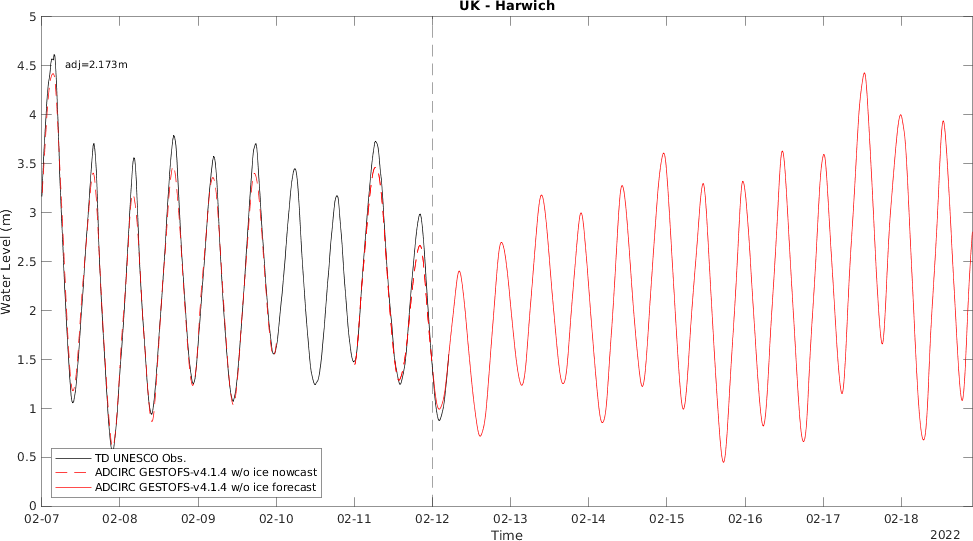 UK - Harwich
adj=2.173m
Water Level (m)
5
4.5
4
3.5
3
2.5
2
1.5
1
0.5
0
TD UNESCO Obs.
ADCIRC GESTOFS-v4.1.4 w/o ice nowcast
ADCIRC GESTOFS-v4.1.4 w/o ice forecast
02-07 02-08 02-09 02-10 02-11 02-12 02-13 02-14 02-15 02-16 02-17 02-18
Time
2022